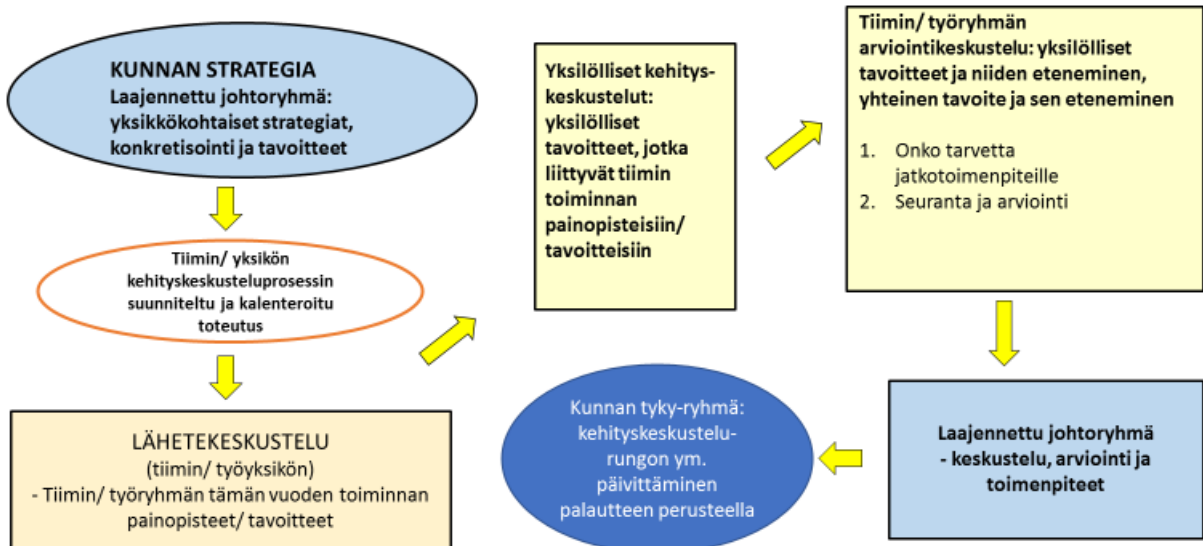 KUNNAN STRATEGIA
Laajennettu johtoryhmä:
yksikkökohtaiset strategiat,
konkretisointi ja tavoitteet
Tiimin/ yksikön
kehityskeskusteluprosessin
suunniteltu ja kalenteroitu
toteutus
LÄHETEKESKUSTELU
(tiimin/ työyksikön)
- Tiimin/ työryhmän tämän vuoden toiminnan
painopisteet/ tavoitteet
Yksilölliset kehitys-
keskustelut:
yksilölliset
tavoitteet, jotka
liittyvät tiimin
toiminnan
painopisteisiin/
tavoitteisiin
Tiimin/ työryhmän
arviointikeskustelu: yksilölliset
tavoitteet ja niiden eteneminen,
yhteinen tavoite ja sen eteneminen
1. Onko tarvetta
jatkotoimenpiteille
2. Seuranta ja arviointi
Laajennettu johtoryhmä
- keskustelu, arviointi ja
toimenpiteet
Kunnan tyky-ryhmä:
kehityskeskustelu-
rungon ym.
päivittäminen
palautteen perusteella